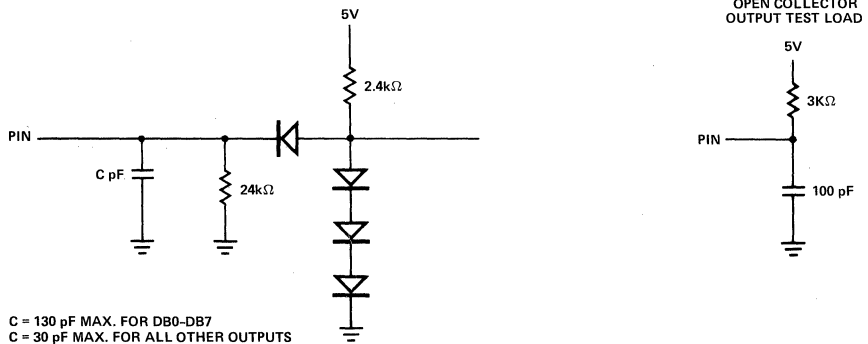 OPEN COLLECTOR
OUTPUT TEST LOAD
5V
2.4kΩ
PIN
C pF
24kΩ
C = 130 pF MAX. FOR DB0-DB7
C = 30 pF MAX. FOR ALL OTHER OUTPUTS
5V
3KΩ
PIN
100 pF